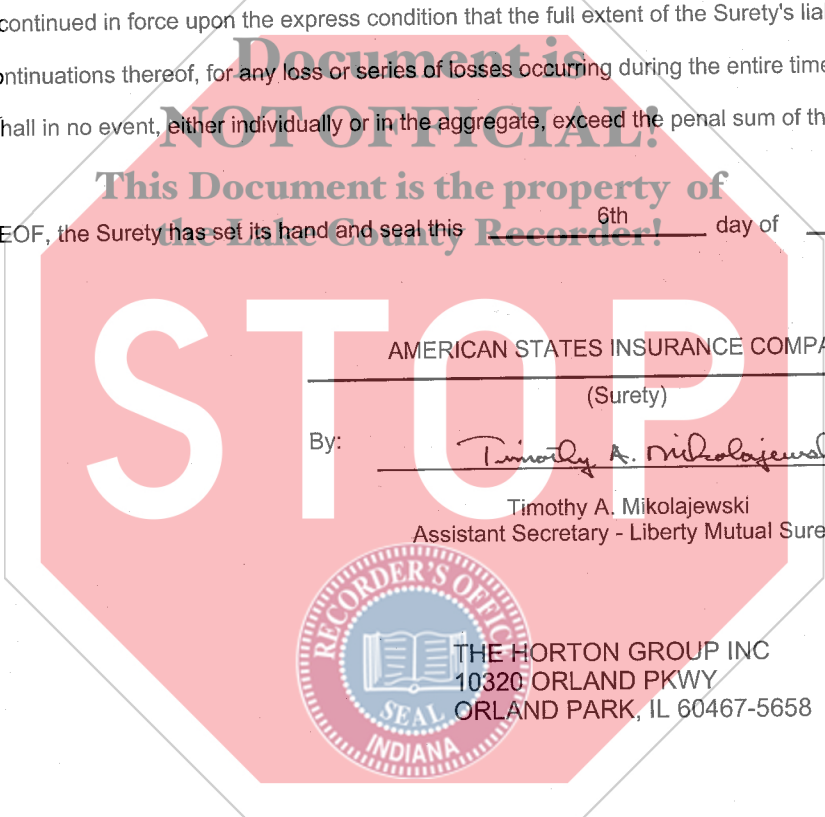 continued in force upon the express condition that the full extent of the Surety's lia
Document is
ontinuations thereof, for any loss or series of losses occurring during the entire time
NOT OFFICIAL!
hall in no event, either individually or in the aggregate, exceed the penal sum of th
This Document is the property of
the Lake County Recorder!
EOF, the Surety has set its hand and seal this 6th day of
STOP
AMERICAN STATES INSURANCE COMPA
(Surety)
By: Timothy A. Mikolajews
Timothy A. Mikolajewski
Assistant Secretary - Liberty Mutual Sure
RECORDER'S OFFICE
SEAL
INDIANA
THE HORTON GROUP INC
10320 ORLAND PKWY
ORLAND PARK, IL 60467-5658